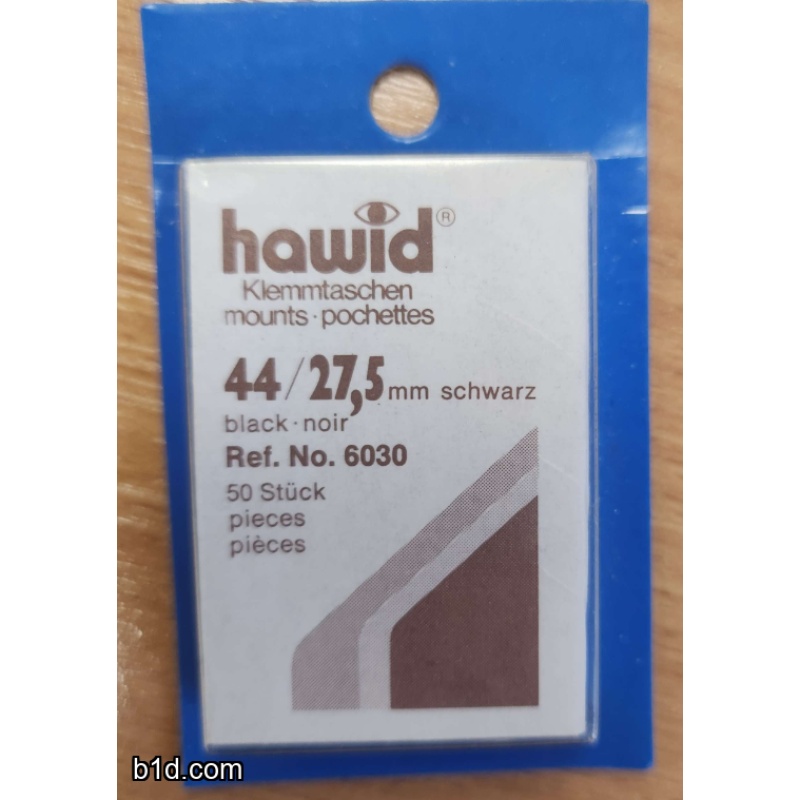 hawid®
Klemmtaschen
mounts · pochettes
44/27,5 mm schwarz
black · noir
Ref. No. 6030
50 Stück
pieces
pièces
b1d.com